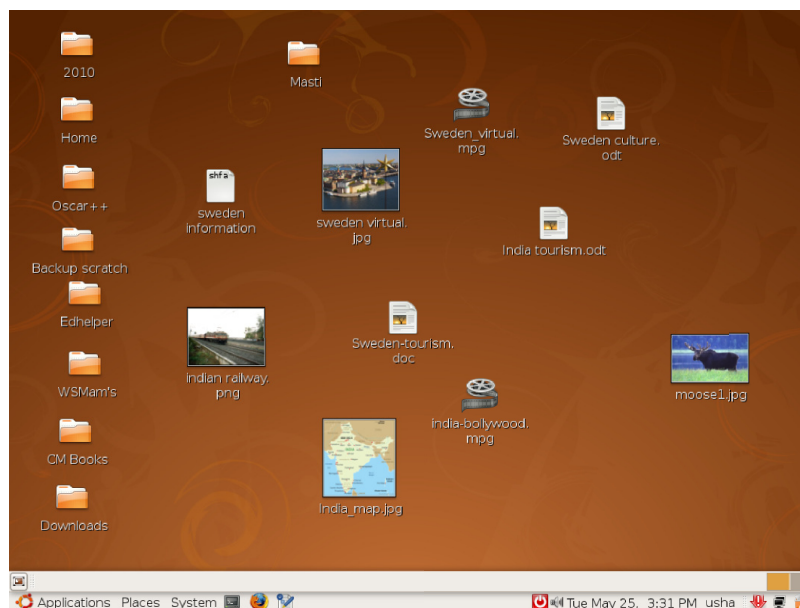 2010
Masti
Home
Sweden_virtual.
mpg
Sweden culture.
odt
Oscar++
shfa
sweden
information
sweden virtual.
jpg
India tourism.odt
Backup scratch
Edhelper
Sweden-tourism.
doc
indian railway.
png
WSMam's
moose1.jpg
india-bollywood.
mpg
CM Books
India_map.jpg
Downloads
Applications Places System
Tue May 25, 3:31 PM usha